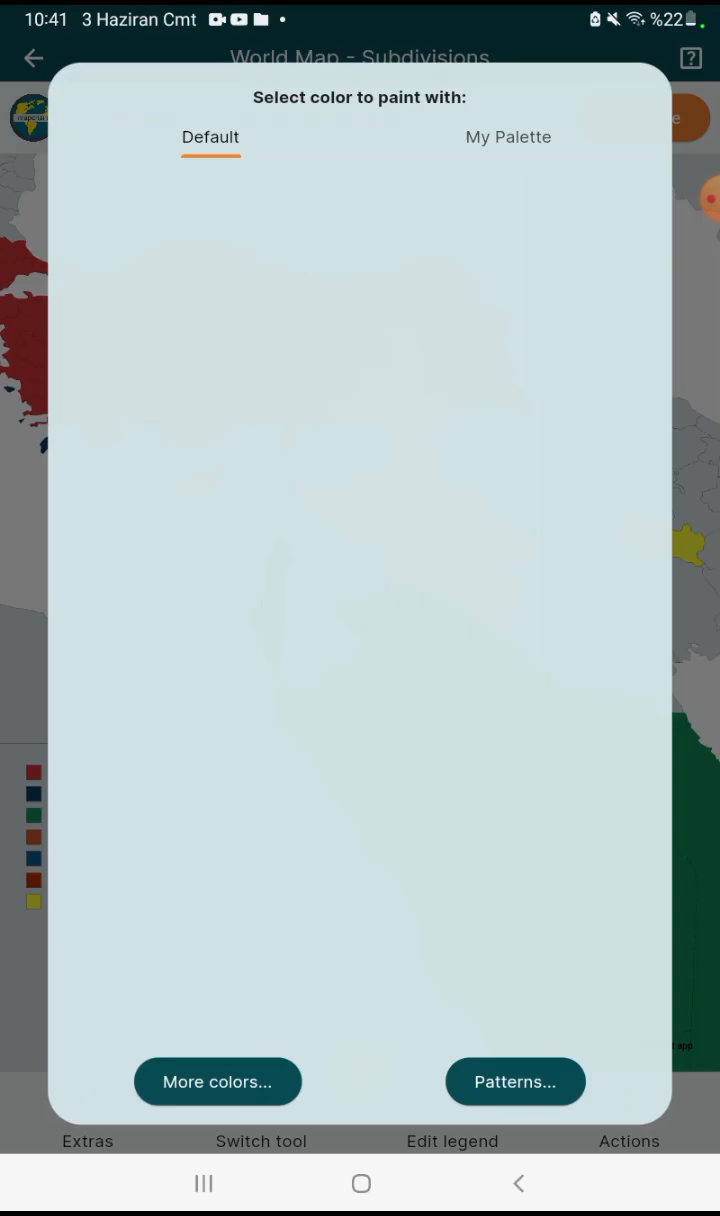 10:41 3 Haziran Cmt %22
World Map - Subdivisions
Select color to paint with:
Default
My Palette
e
app
More colors...
Patterns...
Extras
Switch tool
Edit legend
Actions